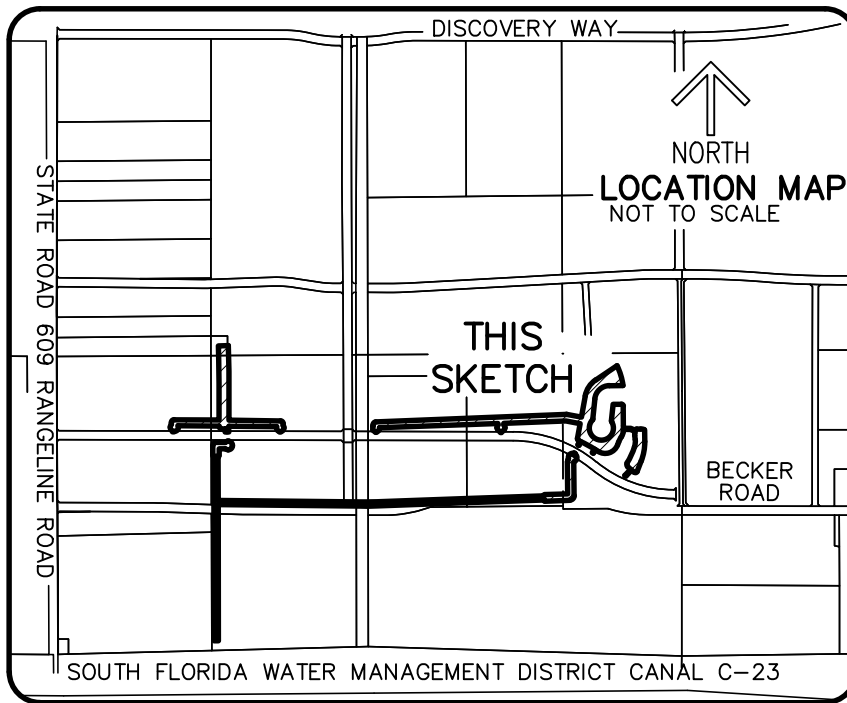 DISCOVERY WAY
NORTH
LOCATION MAP
NOT TO SCALE
STATE ROAD 609 RANGELINE ROAD
THIS
SKETCH
BECKER
ROAD
SOUTH FLORIDA WATER MANAGEMENT DISTRICT CANAL C-23